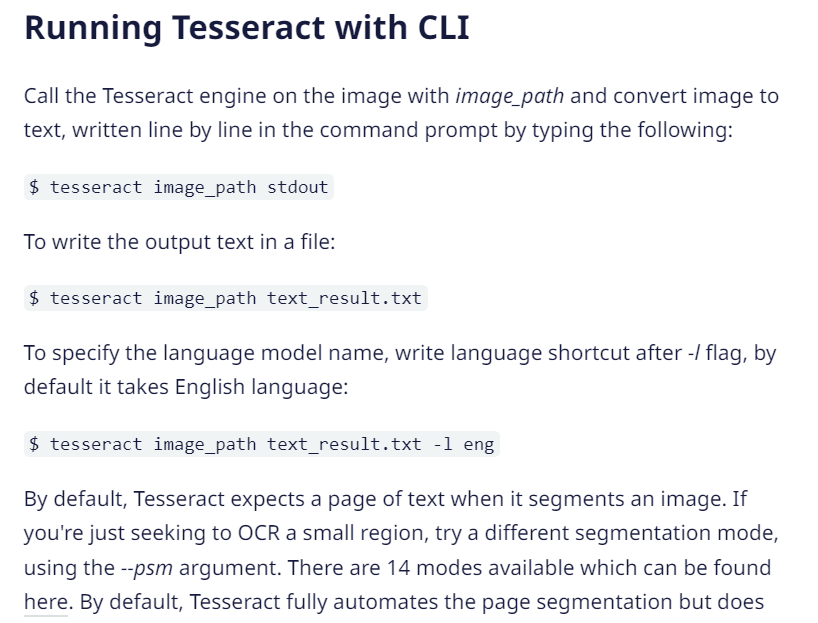 Running Tesseract with CLI
Call the Tesseract engine on the image with image_path and convert image to
text, written line by line in the command prompt by typing the following:
$ tesseract image_path stdout
To write the output text in a file:
$ tesseract image_path text_result.txt
To specify the language model name, write language shortcut after -l flag, by
default it takes English language:
$ tesseract image_path text_result.txt -l eng
By default, Tesseract expects a page of text when it segments an image. If
you're just seeking to OCR a small region, try a different segmentation mode,
using the --psm argument. There are 14 modes available which can be found
here. By default, Tesseract fully automates the page segmentation but does